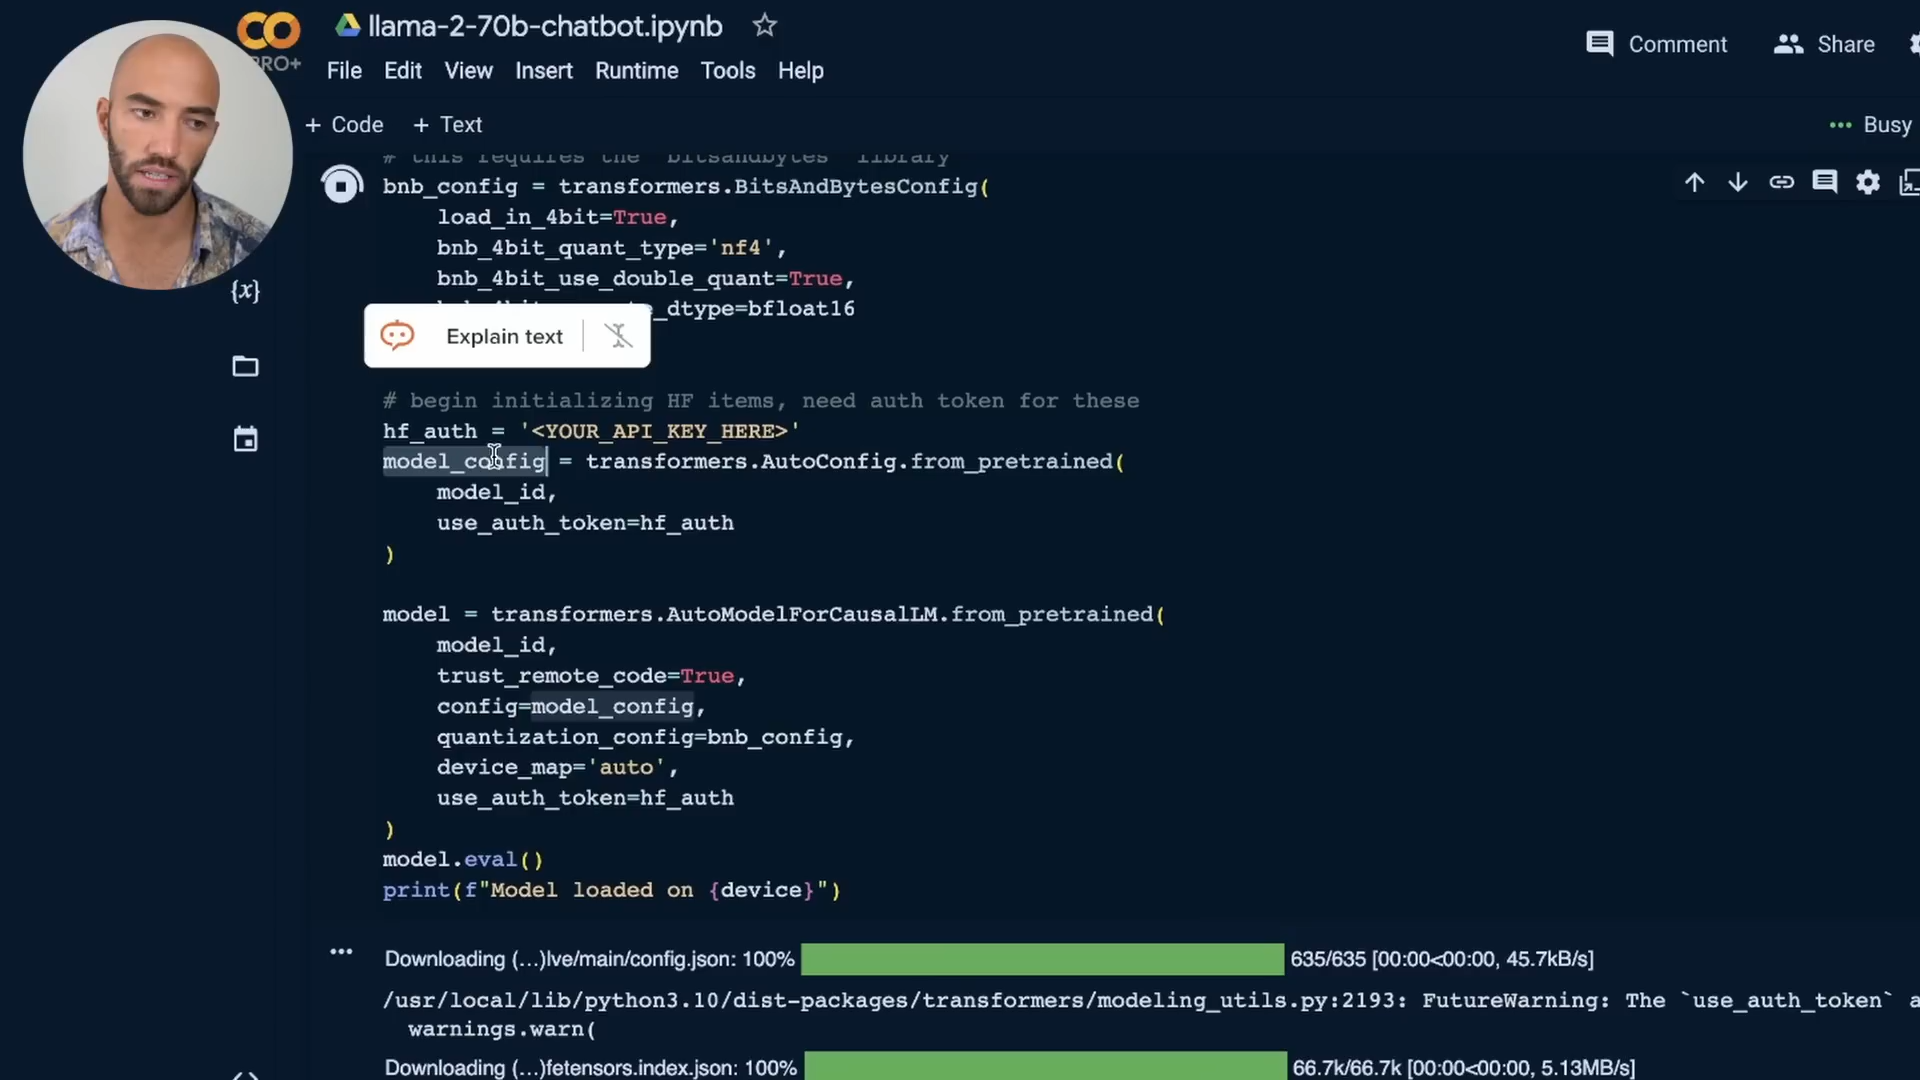 llama-2-70b-chatbot.ipynb
PRO+
File Edit View Insert Runtime Tools Help
Comment Share
+ Code + Text
Busy
# this requires the `bitsandbytes` library
bnb_config = transformers.BitsAndBytesConfig(
load_in_4bit=True,
bnb_4bit_quant_type='nf4',
bnb_4bit_use_double_quant=True,
_dtype=bfloat16
Explain text
{x}
# begin initializing HF items, need auth token for these
hf_auth = '<YOUR_API_KEY_HERE>'
model_config = transformers.AutoConfig.from_pretrained(
model_id,
use_auth_token=hf_auth
)
model = transformers.AutoModelForCausalLM.from_pretrained(
model_id,
trust_remote_code=True,
config=model_config,
quantization_config=bnb_config,
device_map='auto',
use_auth_token=hf_auth
)
model.eval()
print(f"Model loaded on {device}")
Downloading (…)lve/main/config.json: 100% 635/635 [00:00<00:00, 45.7kB/s]
/usr/local/lib/python3.10/dist-packages/transformers/modeling_utils.py:2193: FutureWarning: The `use_auth_token` a
warnings.warn(
Downloading (…)fetensors.index.json: 100% 66.7k/66.7k [00:00<00:00, 5.13MB/s]